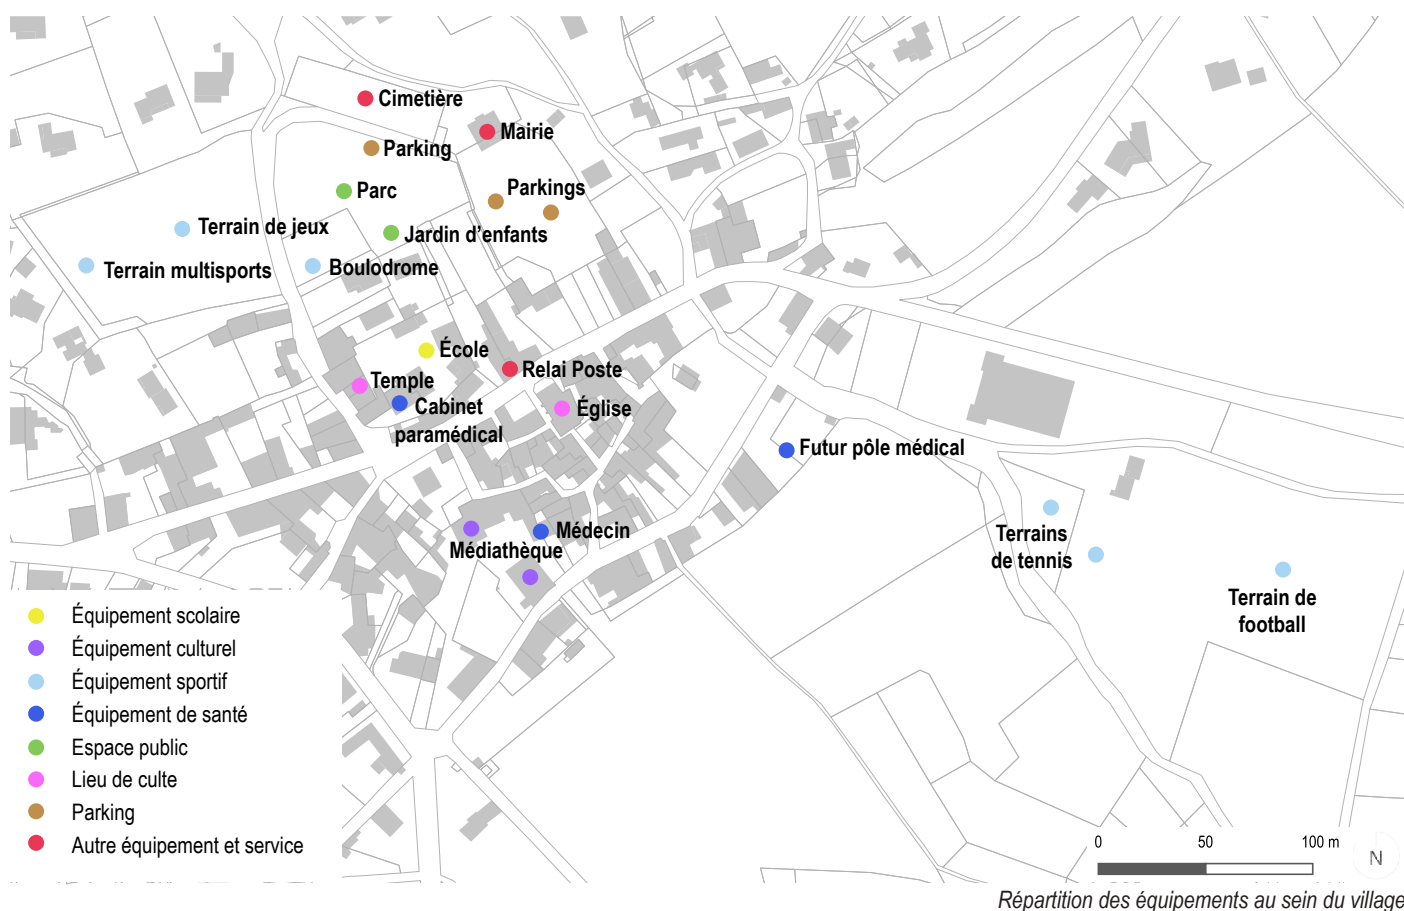 Cimetière
Mairie
Parking
Parkings
Parc
Terrain de jeux
Jardin d'enfants
Terrain multisports
Boulodrome
École
Relai Poste
Temple
Cabinet
paramédical
Église
Futur pôle médical
Médecin
Médiathèque
Terrains
de tennis
Terrain de
football
Équipement scolaire
Équipement culturel
Équipement sportif
Équipement de santé
Espace public
Lieu de culte
Parking
Autre équipement et service
0 50 100 m
N
Répartition des équipements au sein du village